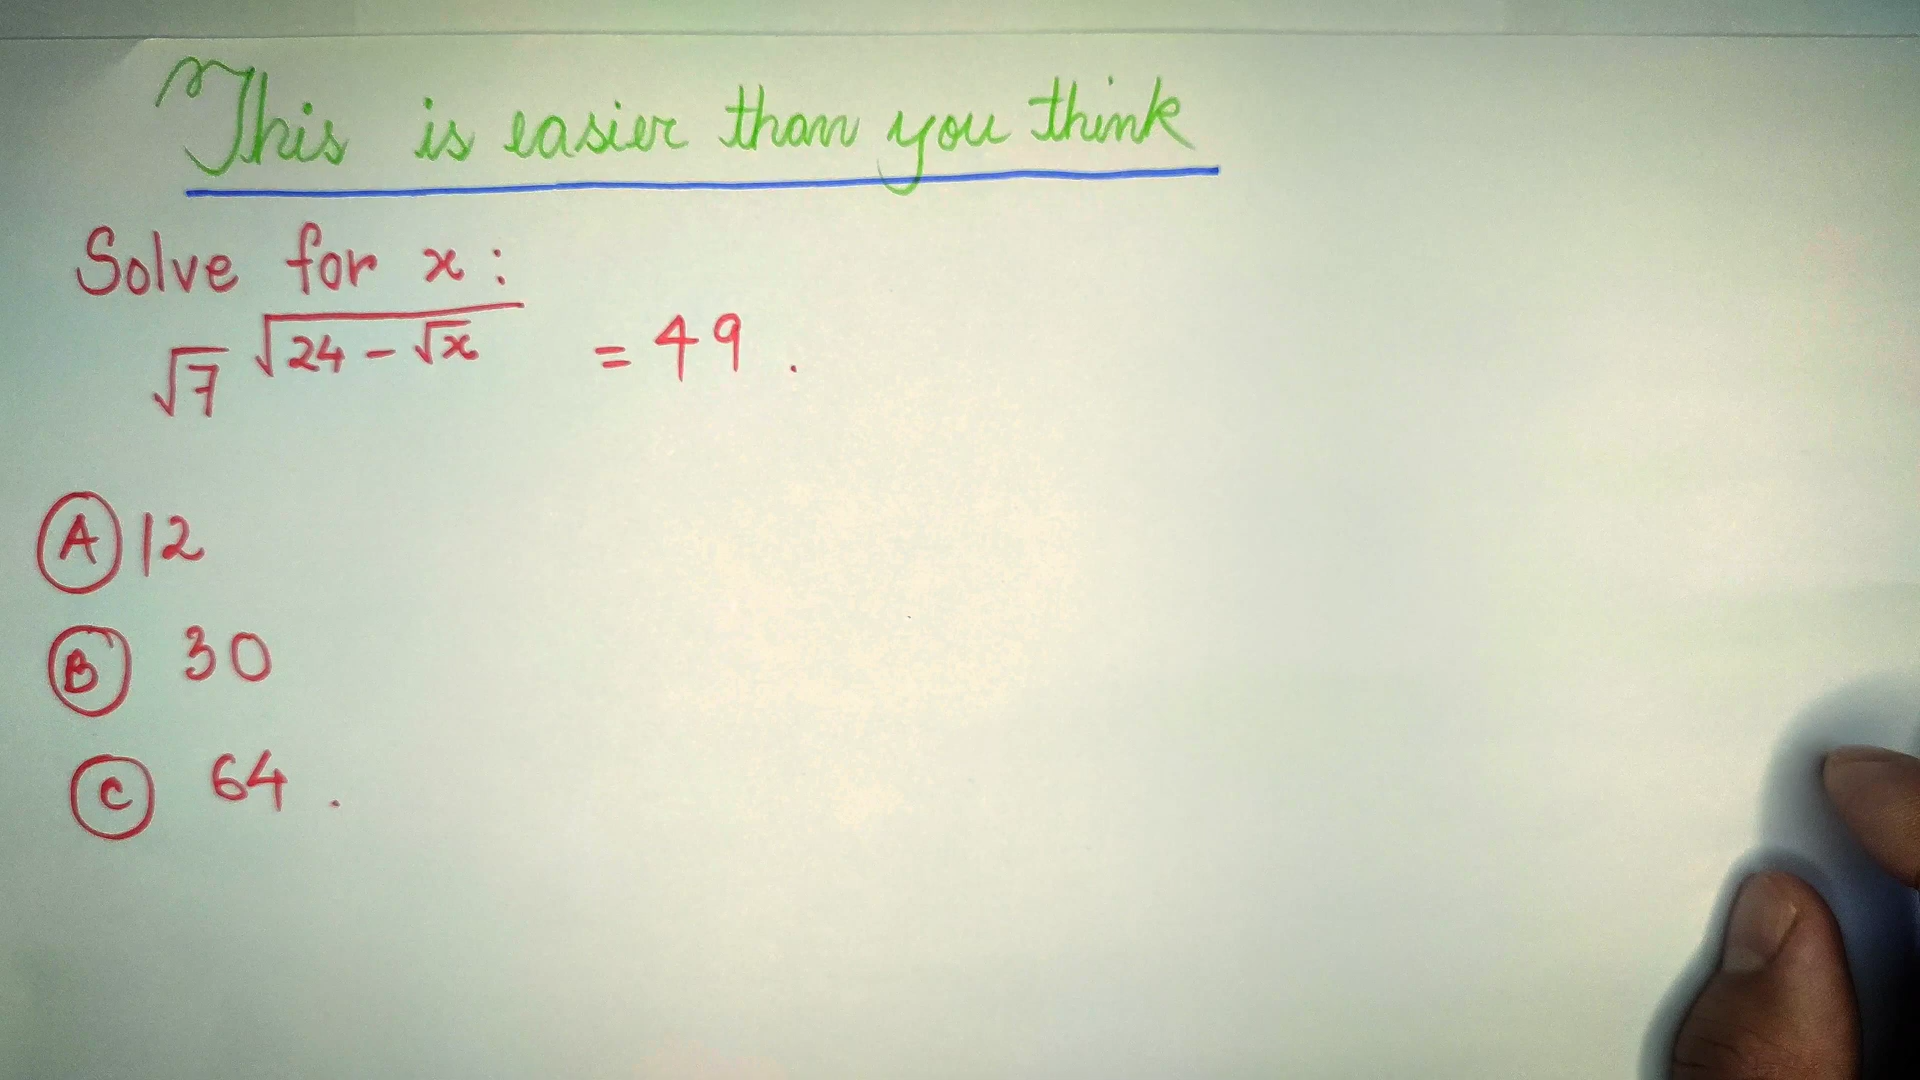 This is easier than you think
Solve for x:
√7^√(24-√x) = 49.
A 12
B 30
C 64.